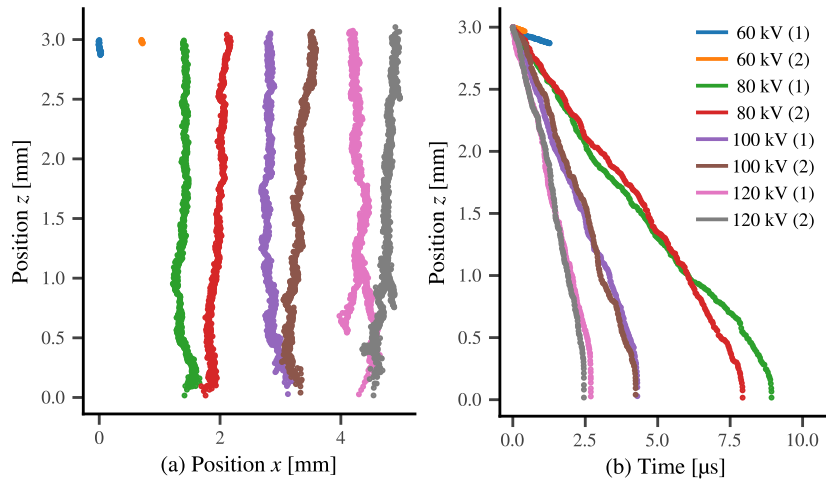 3.0
2.5
2.0
1.5
1.0
0.5
0.0
Position z [mm]
0
2
4
(a) Position x [mm]
3.0
2.5
2.0
1.5
1.0
0.5
0.0
Position z [mm]
0.0
2.5
5.0
7.5
10.0
(b) Time [μs]
60 kV (1)
60 kV (2)
80 kV (1)
80 kV (2)
100 kV (1)
100 kV (2)
120 kV (1)
120 kV (2)